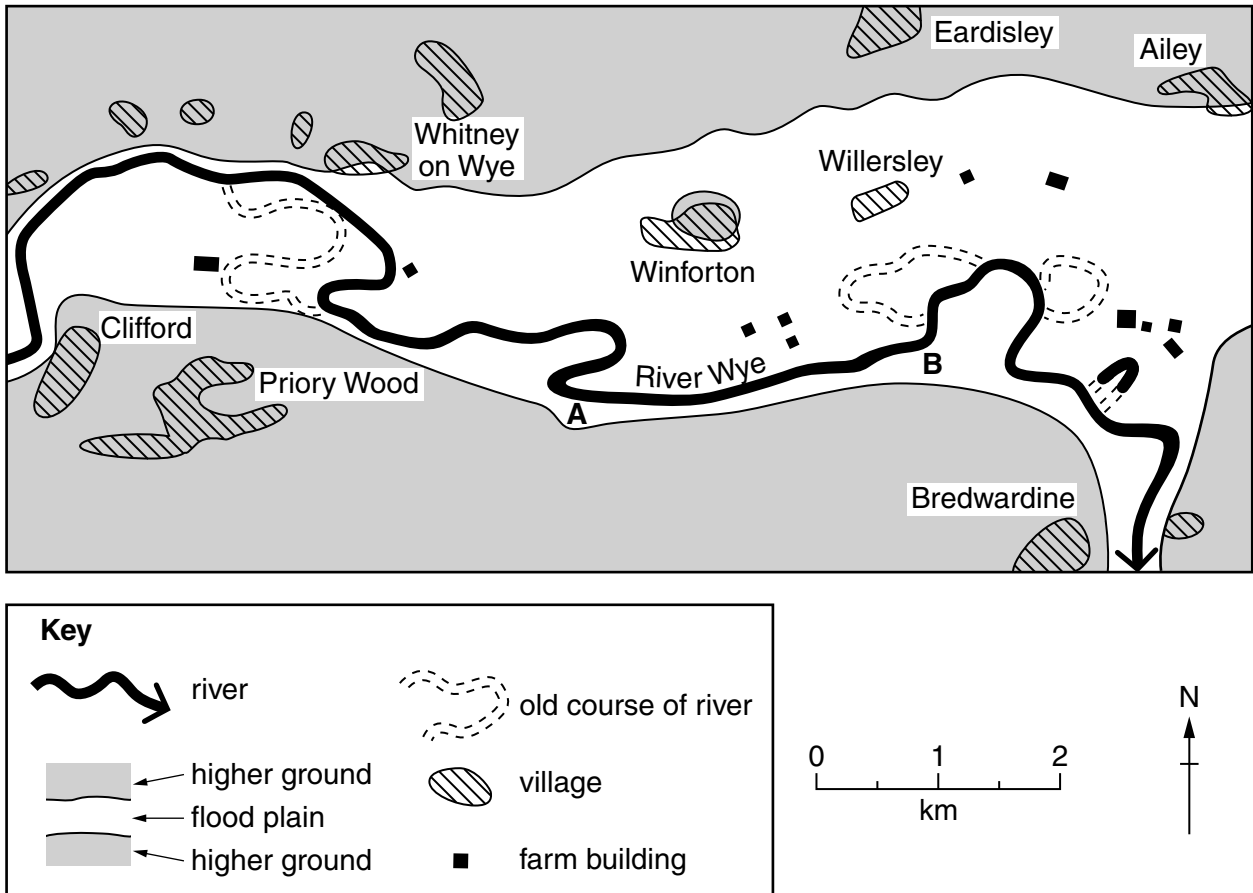 Eardisley
Ailey
Whitney
on Wye
Willersley
Winforton
Clifford
Priory Wood
River Wye
A
B
Bredwardine
Key
river
old course of river
higher ground
flood plain
higher ground
village
farm building
0 1 2
km
N